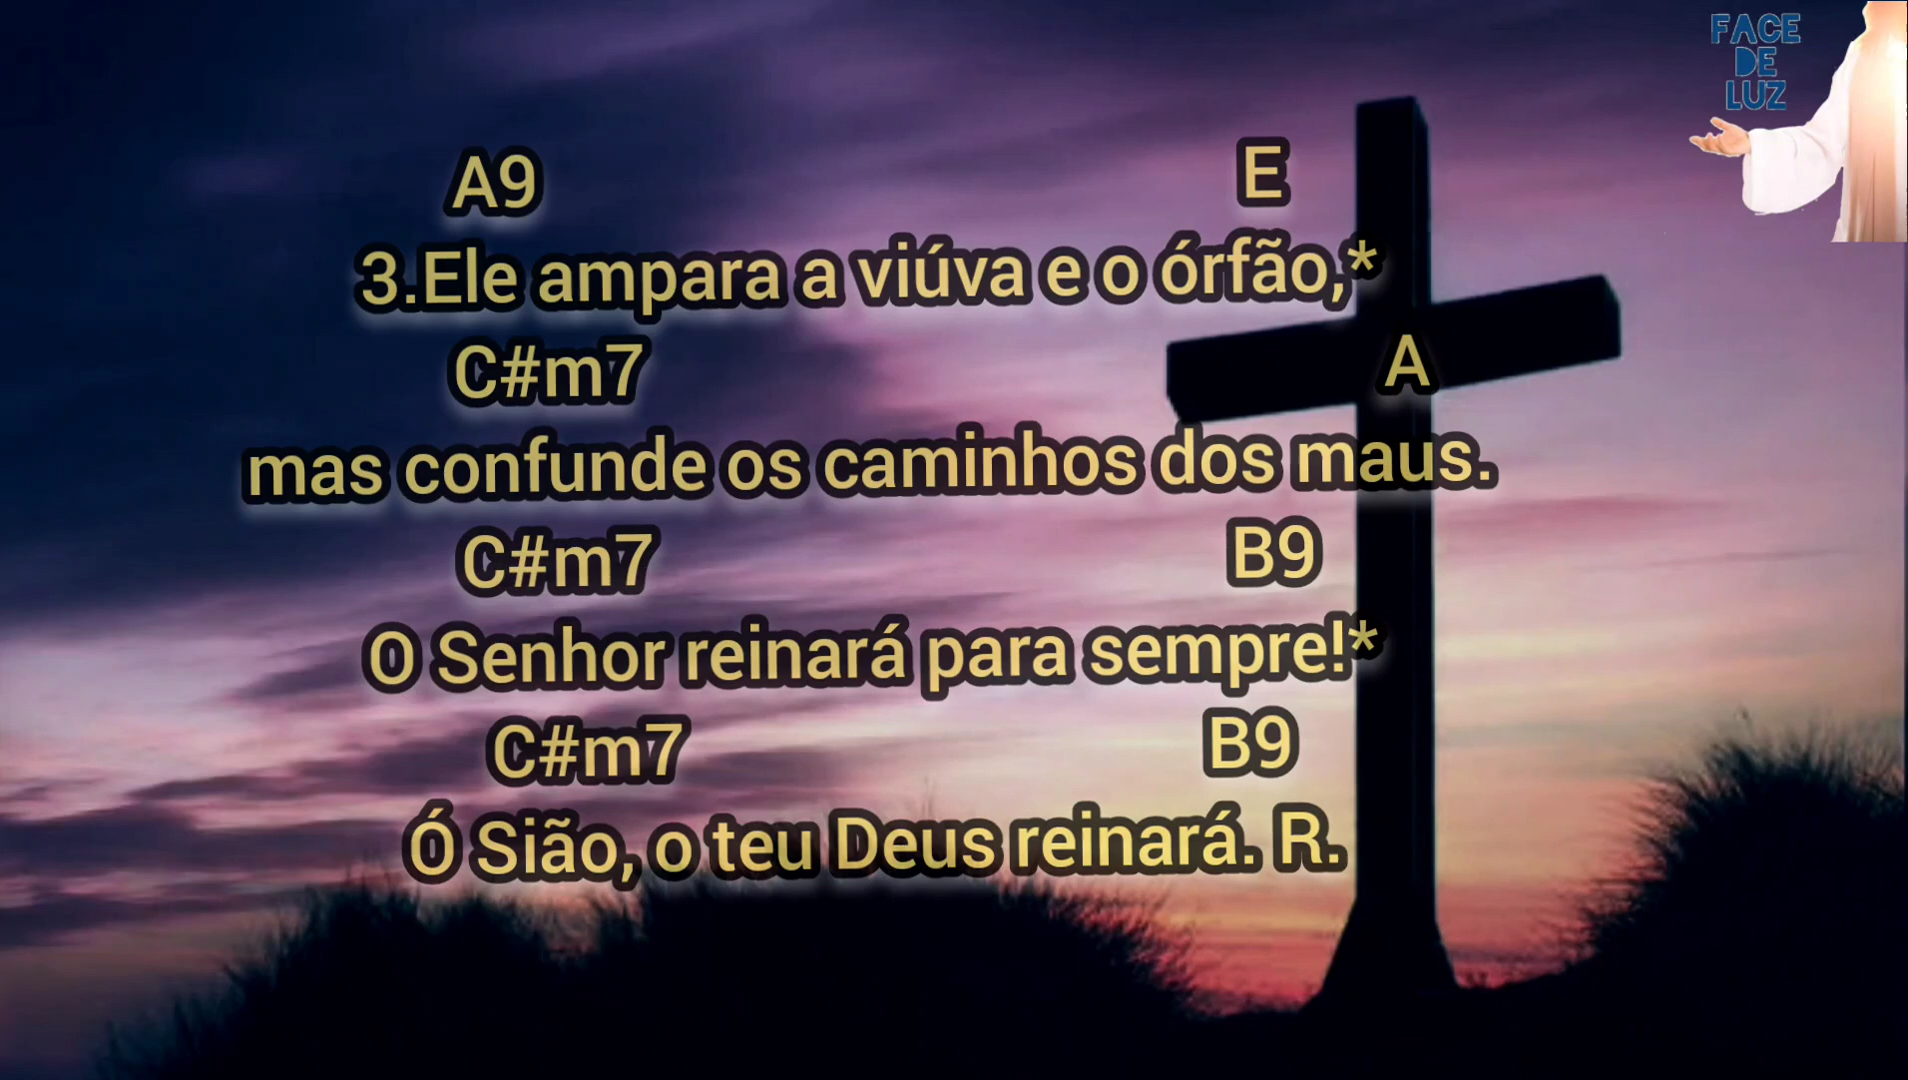 FACE
DE
LUZ
A9 E
3.Ele ampara a viúva e o órfão,*
C#m7 A
mas confunde os caminhos dos maus.
C#m7 B9
O Senhor reinará para sempre!*
C#m7 B9
Ó Sião, o teu Deus reinará. R.